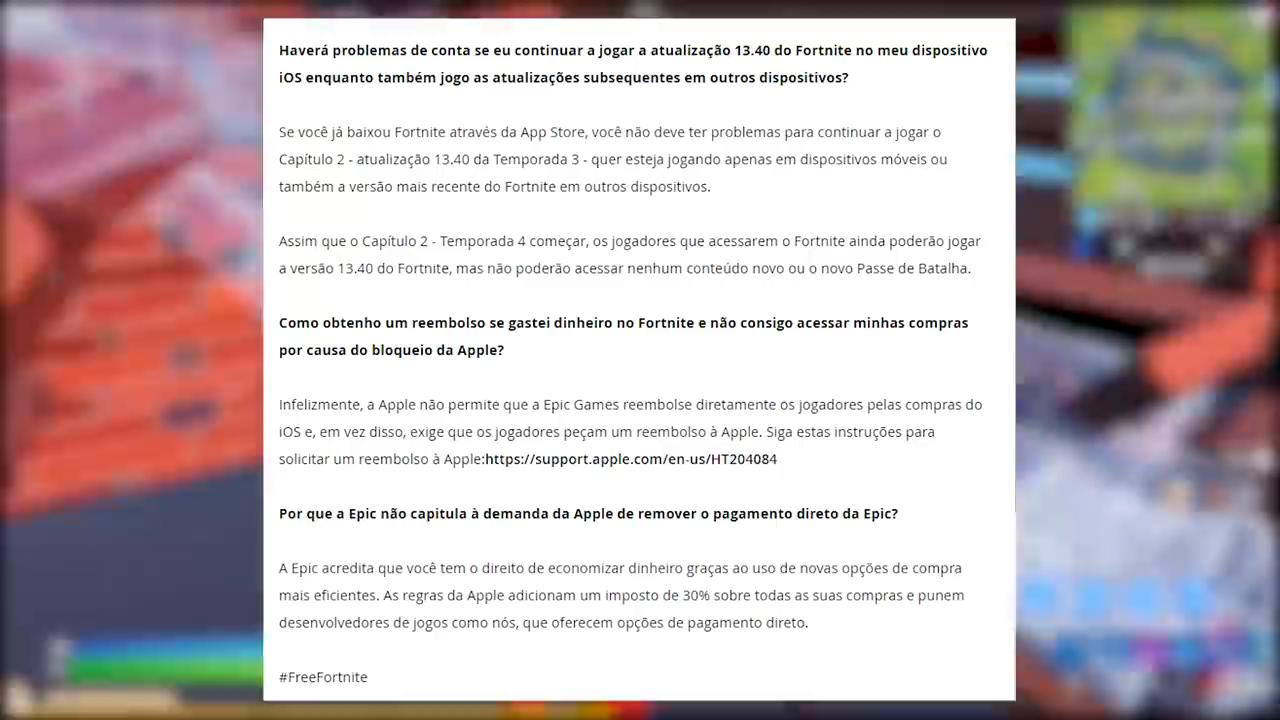 Haverá problemas de conta se eu continuar a jogar a atualização 13.40 do Fortnite no meu dispositivo
iOS enquanto também jogo as atualizações subsequentes em outros dispositivos?
Se você já baixou Fortnite através da App Store, você não deve ter problemas para continuar a jogar o
Capítulo 2 - atualização 13.40 da Temporada 3 - quer esteja jogando apenas em dispositivos móveis ou
também a versão mais recente do Fortnite em outros dispositivos.
Assim que o Capítulo 2 - Temporada 4 começar, os jogadores que acessarem o Fortnite ainda poderão jogar
a versão 13.40 do Fortnite, mas não poderão acessar nenhum conteúdo novo ou o novo Passe de Batalha.
Como obtenho um reembolso se gastei dinheiro no Fortnite e não consigo acessar minhas compras
por causa do bloqueio da Apple?
Infelizmente, a Apple não permite que a Epic Games reembolse diretamente os jogadores pelas compras do
iOS e, em vez disso, exige que os jogadores peçam um reembolso à Apple. Siga estas instruções para
solicitar um reembolso à Apple:https://support.apple.com/en-us/HT204084
Por que a Epic não capitula à demanda da Apple de remover o pagamento direto da Epic?
A Epic acredita que você tem o direito de economizar dinheiro graças ao uso de novas opções de compra
mais eficientes. As regras da Apple adicionam um imposto de 30% sobre todas as suas compras e punem
desenvolvedores de jogos como nós, que oferecem opções de pagamento direto.
#FreeFortnite